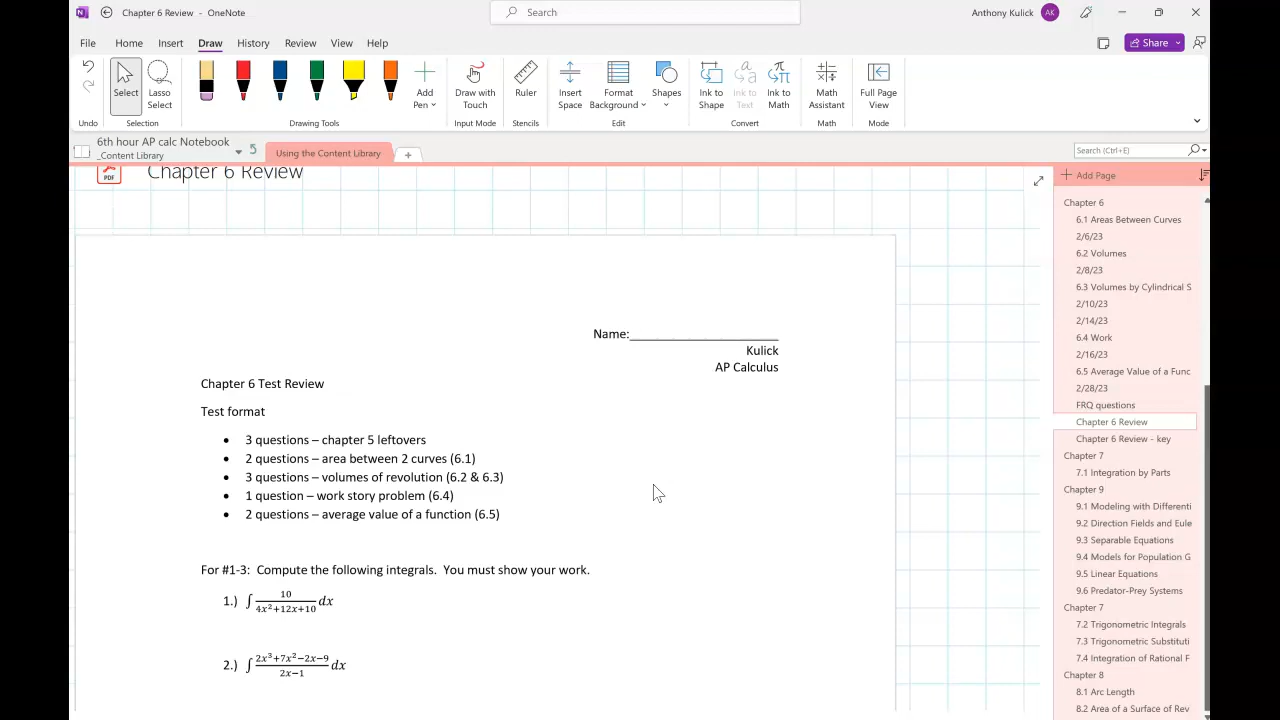 Chapter 6 Review - OneNote
Search
Anthony Kulick
AK
File Home Insert Draw History Review View Help
Share
Undo
Select
Lasso Select
Selection
Drawing Tools
Add Pen
Draw with Touch
Input Mode
Ruler
Stencils
Insert Space
Format Background
Shapes
Edit
Ink to Shape
Ink to Text
Ink to Math
Convert
Math Assistant
Math
Full Page View
Mode
6th hour AP calc Notebook
_Content Library
5
Using the Content Library
Search (Ctrl+E)
PDF
Chapter 6 Review
Name:______________________
Kulick
AP Calculus
Chapter 6 Test Review
Test format
• 3 questions – chapter 5 leftovers
• 2 questions – area between 2 curves (6.1)
• 3 questions – volumes of revolution (6.2 & 6.3)
• 1 question – work story problem (6.4)
• 2 questions – average value of a function (6.5)
For #1-3: Compute the following integrals. You must show your work.
1.) ∫ 10/(4x²+12x+10) dx
2.) ∫ (2x³+7x²−2x−9)/(2x−1) dx
Add Page
Chapter 6
6.1 Areas Between Curves
2/6/23
6.2 Volumes
2/8/23
6.3 Volumes by Cylindrical S
2/10/23
2/14/23
6.4 Work
2/16/23
6.5 Average Value of a Func
2/28/23
FRQ questions
Chapter 6 Review
Chapter 6 Review - key
Chapter 7
7.1 Integration by Parts
Chapter 9
9.1 Modeling with Differenti
9.2 Direction Fields and Eule
9.3 Separable Equations
9.4 Models for Population G
9.5 Linear Equations
9.6 Predator-Prey Systems
Chapter 7
7.2 Trigonometric Integrals
7.3 Trigonometric Substituti
7.4 Integration of Rational F
Chapter 8
8.1 Arc Length
8.2 Area of a Surface of Rev